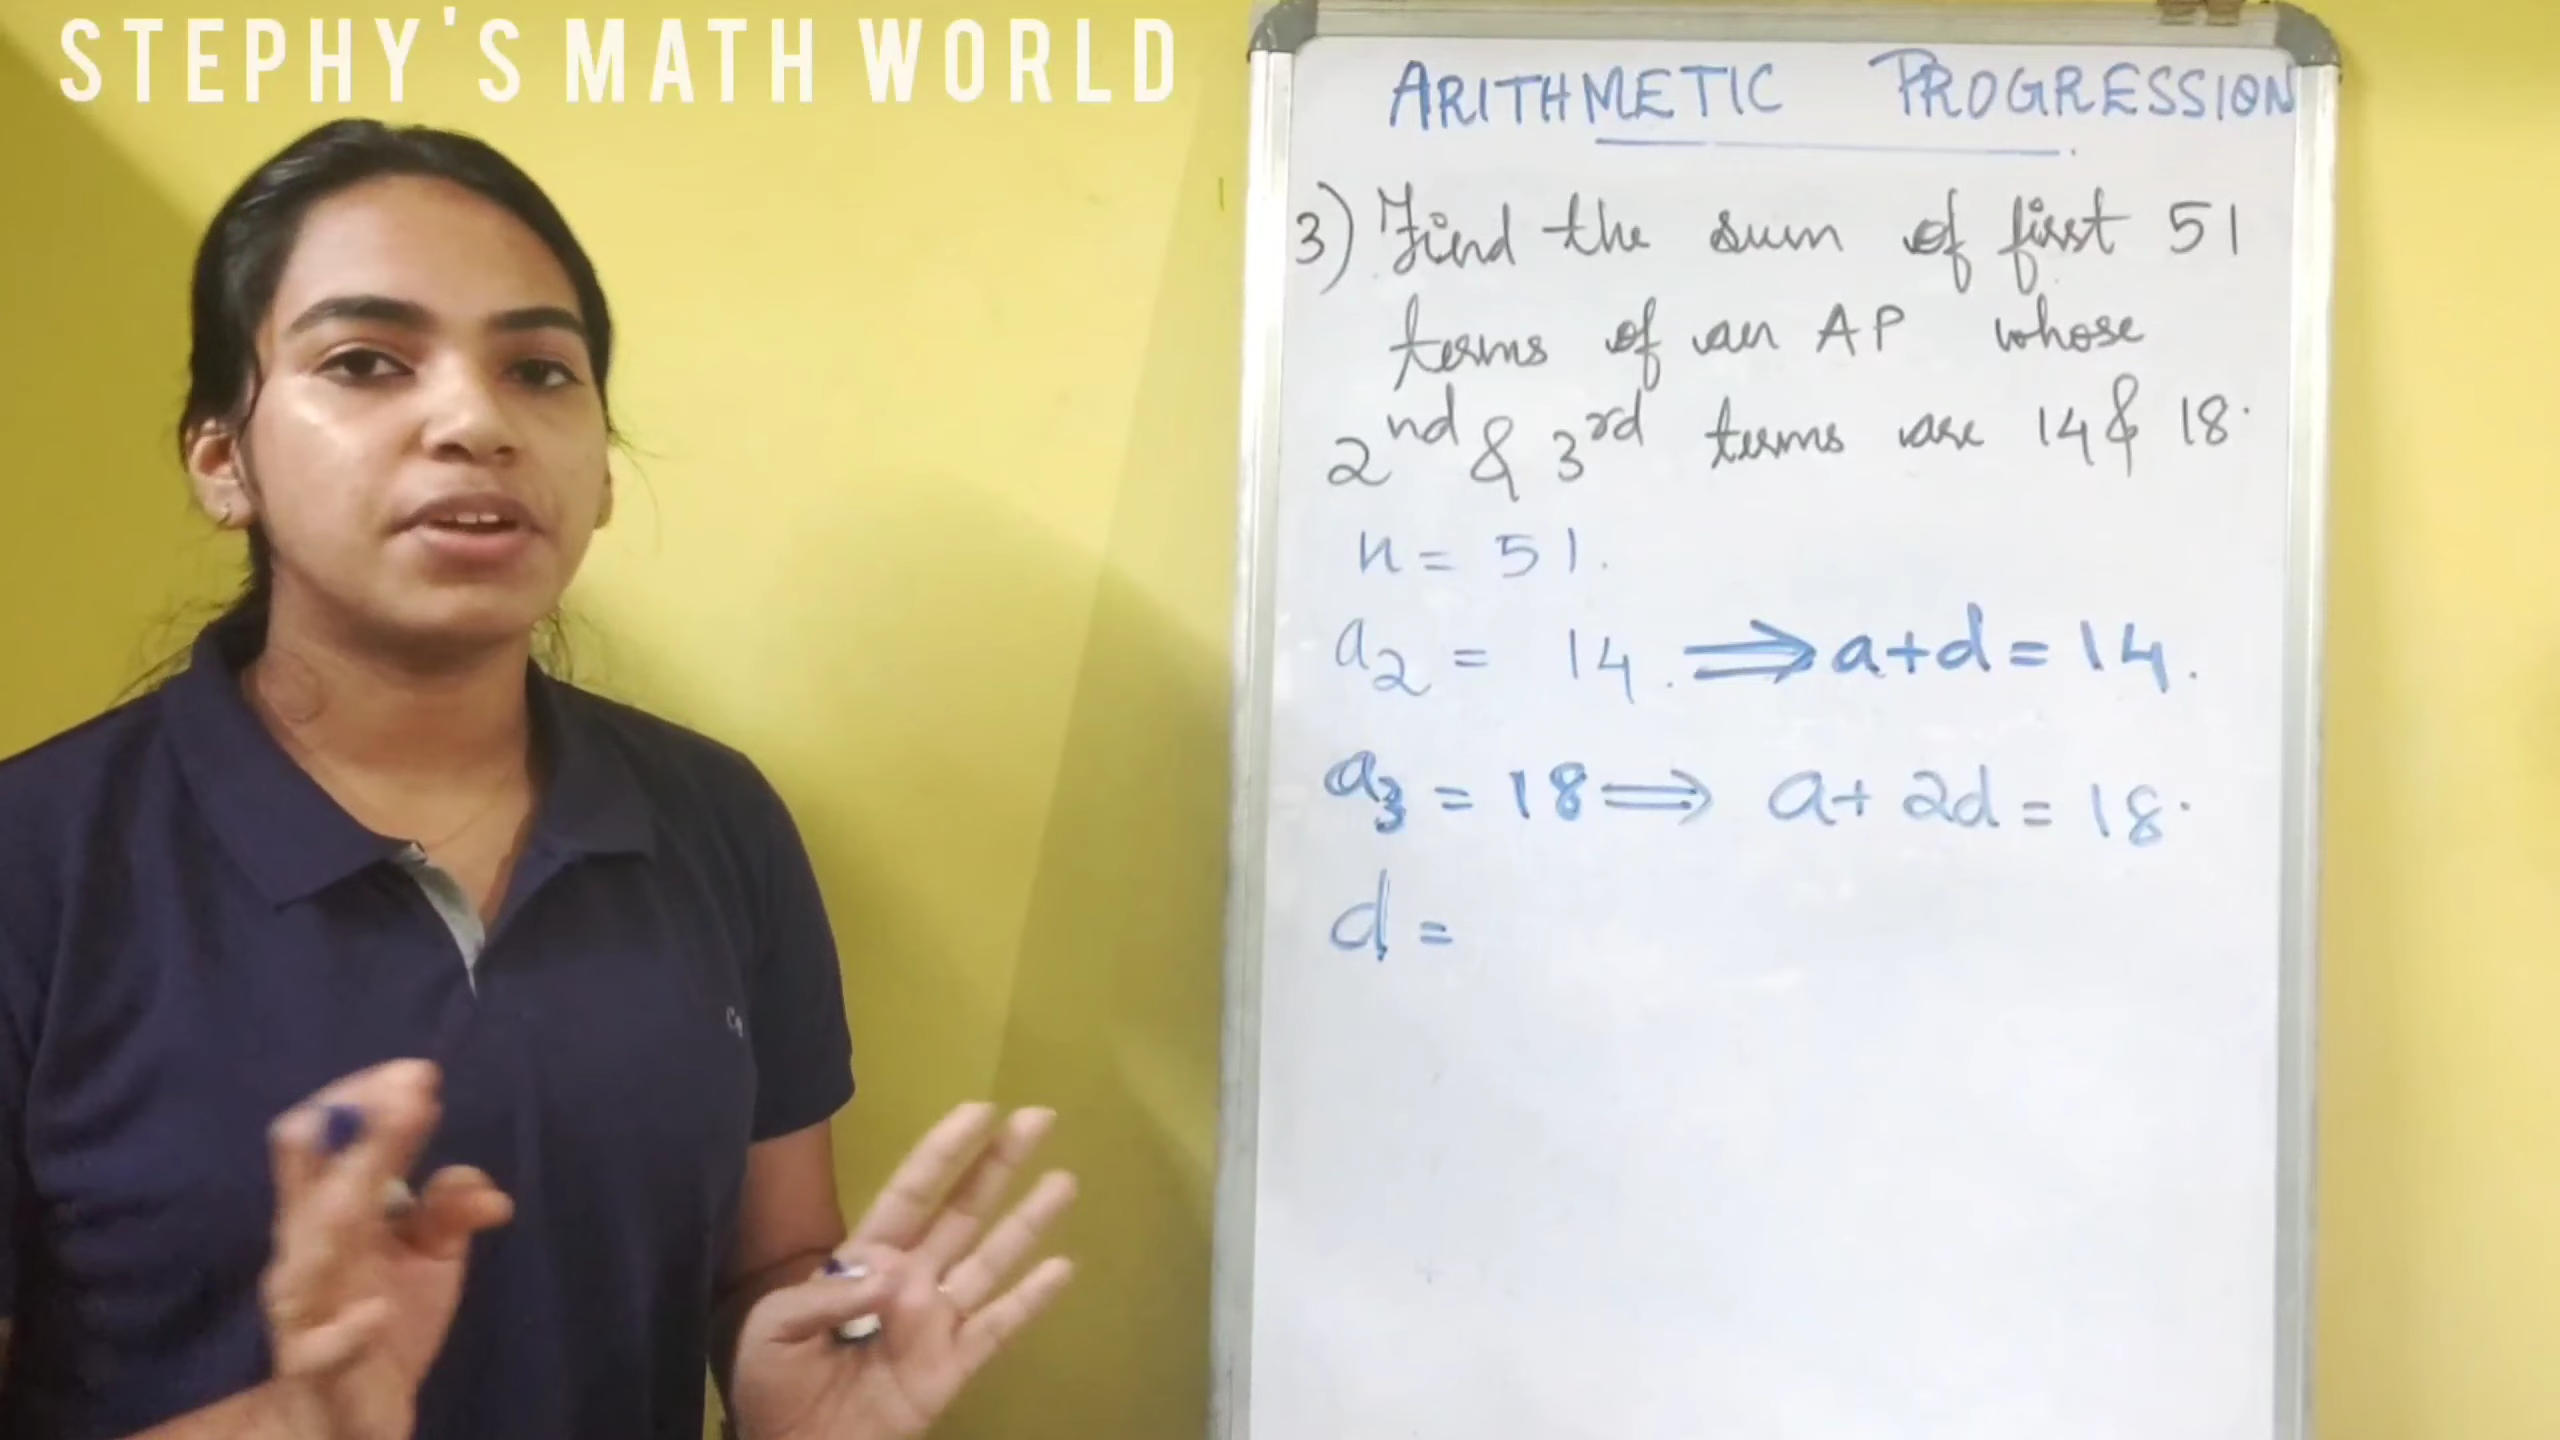 STEPHY'S MATH WORLD
ARITHMETIC PROGRESSION
3) Find the sum of first 51
terms of an AP whose
2nd & 3rd terms are 14 & 18.
n = 51.
a2 = 14. ⟹ a+d = 14.
a3 = 18 ⟹ a+ 2d = 18.
d =